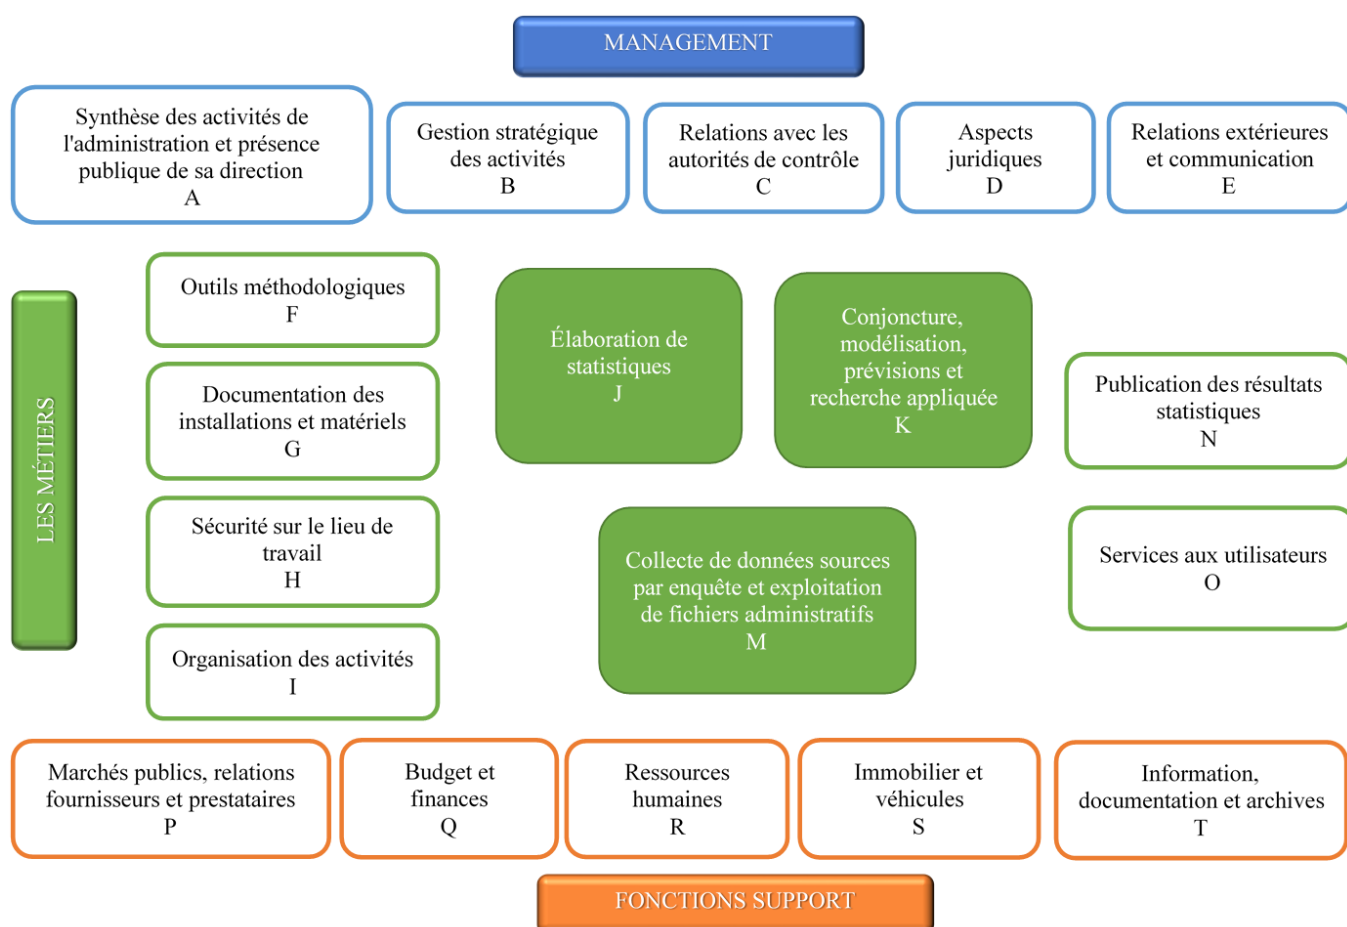 MANAGEMENT
Synthèse des activités de
l'administration et présence
publique de sa direction
A
Gestion stratégique
des activités
B
Relations avec les
autorités de contrôle
C
Aspects
juridiques
D
Relations extérieures
et communication
E
LES MÉTIERS
Outils méthodologiques
F
Documentation des
installations et matériels
G
Sécurité sur le lieu de
travail
H
Organisation des activités
I
Élaboration de
statistiques
J
Conjoncture,
modélisation,
prévisions et
recherche appliquée
K
Collecte de données sources
par enquête et exploitation
de fichiers administratifs
M
Publication des résultats
statistiques
N
Services aux utilisateurs
O
Marchés publics, relations
fournisseurs et prestataires
P
Budget et
finances
Q
Ressources
humaines
R
Immobilier et
véhicules
S
Information,
documentation et archives
T
FONCTIONS SUPPORT